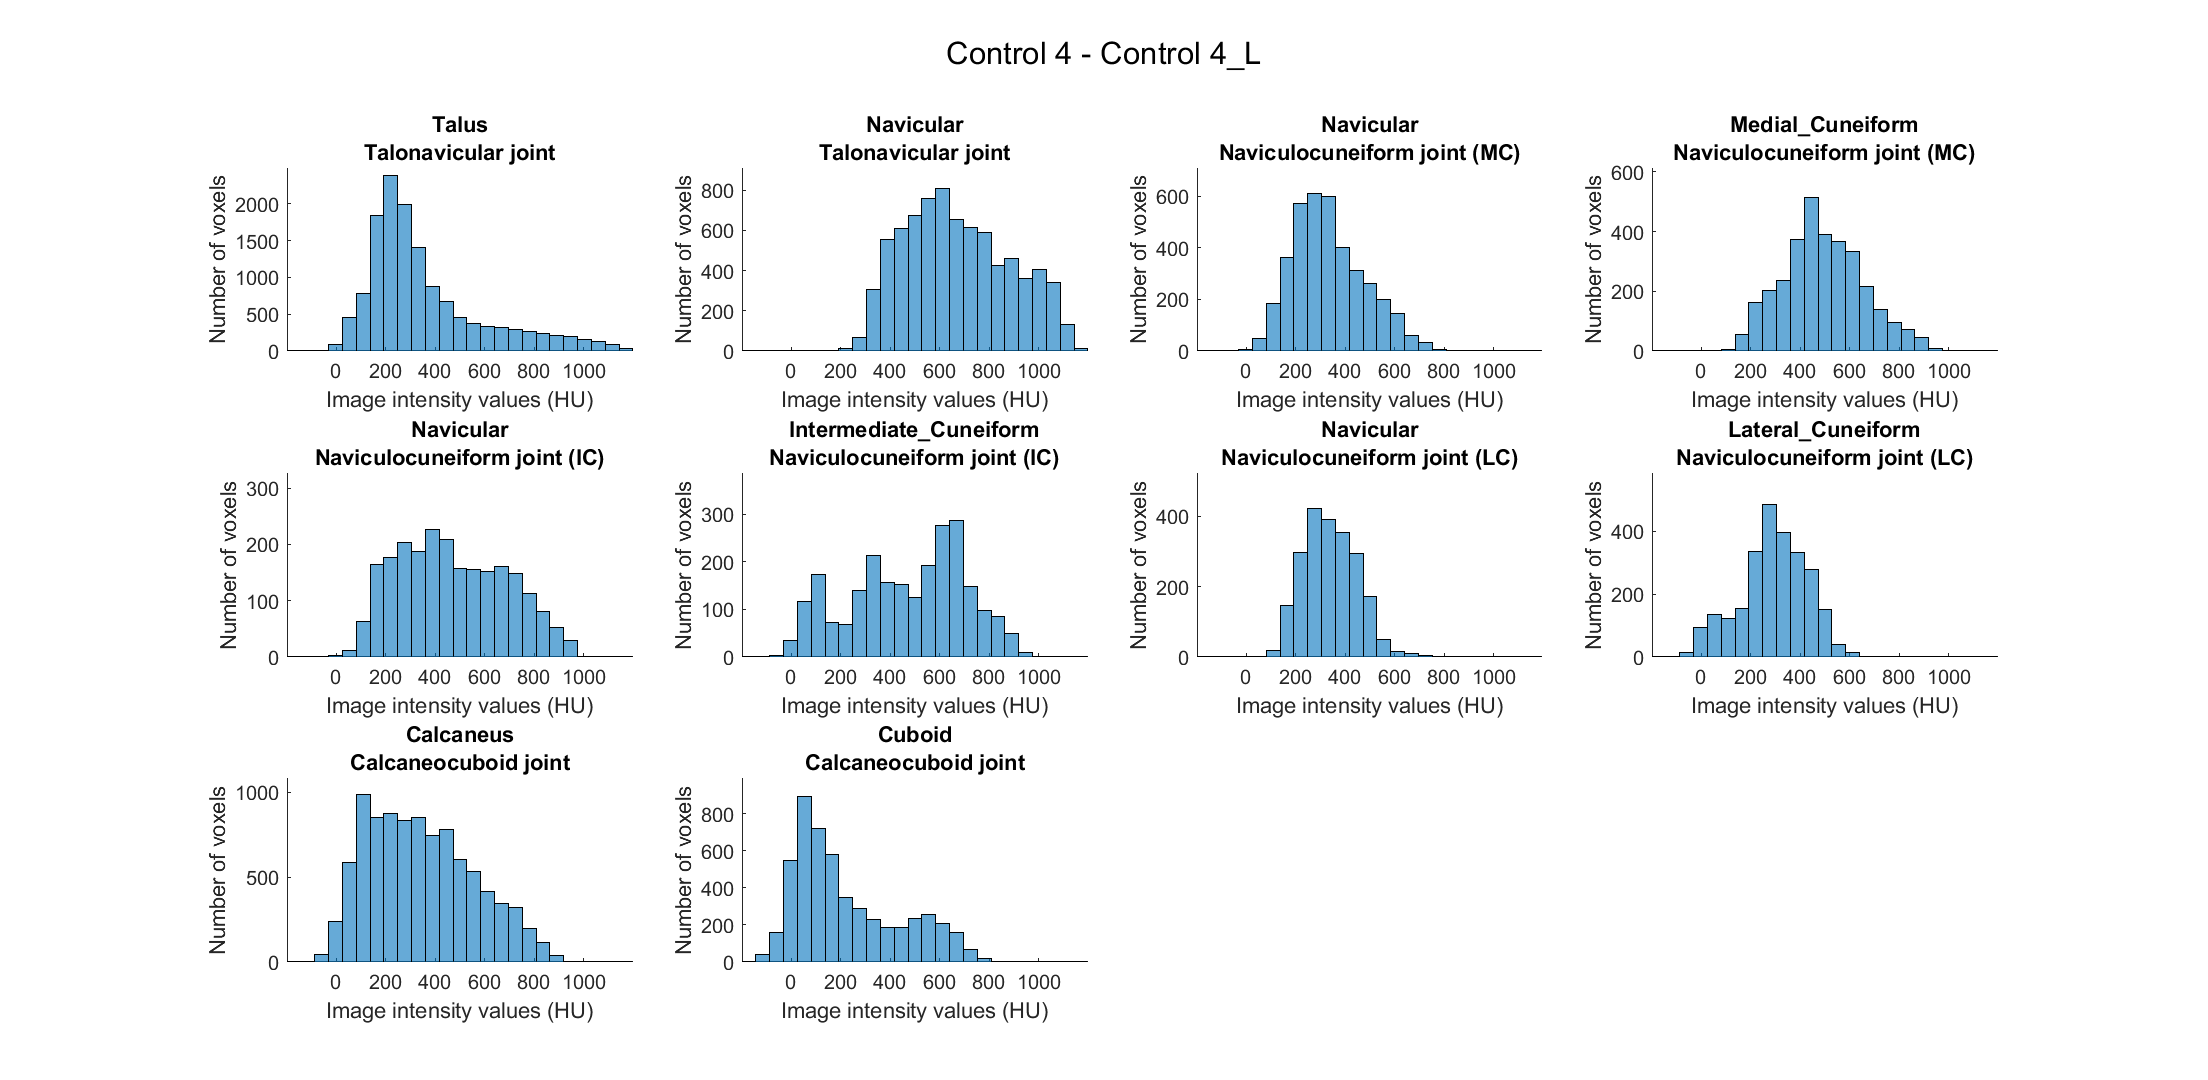 Control 4 - Control 4_L
Talus
Talonavicular joint
Number of voxels
2000
1500
1000
500
0
0 200 400 600 800 1000
Image intensity values (HU)
Navicular
Talonavicular joint
Number of voxels
800
600
400
200
0
0 200 400 600 800 1000
Image intensity values (HU)
Navicular
Naviculocuneiform joint (MC)
Number of voxels
600
400
200
0
0 200 400 600 800 1000
Image intensity values (HU)
Medial_Cuneiform
Naviculocuneiform joint (MC)
Number of voxels
600
400
200
0
0 200 400 600 800 1000
Image intensity values (HU)
Navicular
Naviculocuneiform joint (IC)
Number of voxels
300
200
100
0
0 200 400 600 800 1000
Image intensity values (HU)
Intermediate_Cuneiform
Naviculocuneiform joint (IC)
Number of voxels
300
200
100
0
0 200 400 600 800 1000
Image intensity values (HU)
Navicular
Naviculocuneiform joint (LC)
Number of voxels
400
200
0
0 200 400 600 800 1000
Image intensity values (HU)
Lateral_Cuneiform
Naviculocuneiform joint (LC)
Number of voxels
400
200
0
0 200 400 600 800 1000
Image intensity values (HU)
Calcaneus
Calcaneocuboid joint
Number of voxels
1000
500
0
0 200 400 600 800 1000
Image intensity values (HU)
Cuboid
Calcaneocuboid joint
Number of voxels
800
600
400
200
0
0 200 400 600 800 1000
Image intensity values (HU)